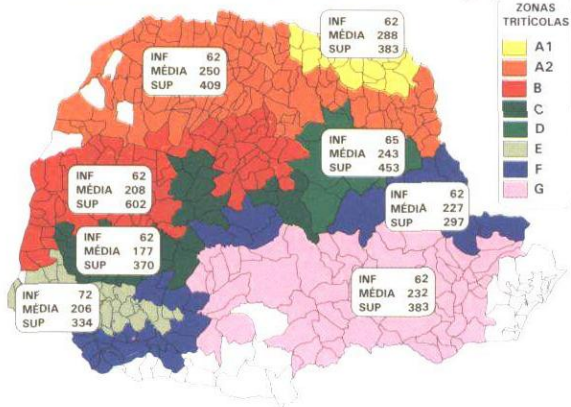 ZONAS
TRITÍCOLAS
A1
A2
B
C
D
E
F
G
INF 62
MÉDIA 288
SUP 383
INF 62
MÉDIA 250
SUP 409
INF 65
MÉDIA 243
SUP 453
INF 62
MÉDIA 208
SUP 602
INF 62
MÉDIA 227
SUP 297
INF 62
MÉDIA 177
SUP 370
INF 72
MÉDIA 206
SUP 334
INF 62
MÉDIA 232
SUP 383